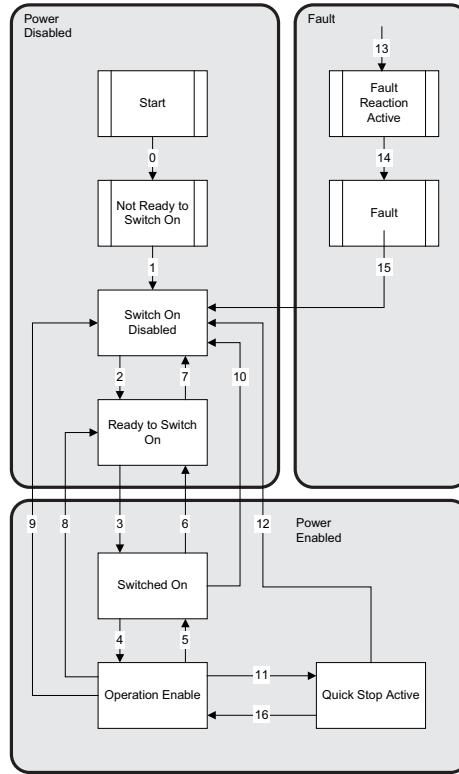 Power
Disabled
Fault
Start
0
Not Ready to
Switch On
1
Switch On
Disabled
2
7
10
Ready to Switch
On
13
Fault
Reaction
Active
14
Fault
15
9
8
3
6
12
Power
Enabled
Switched On
4
5
Operation Enable
11
16
Quick Stop Active